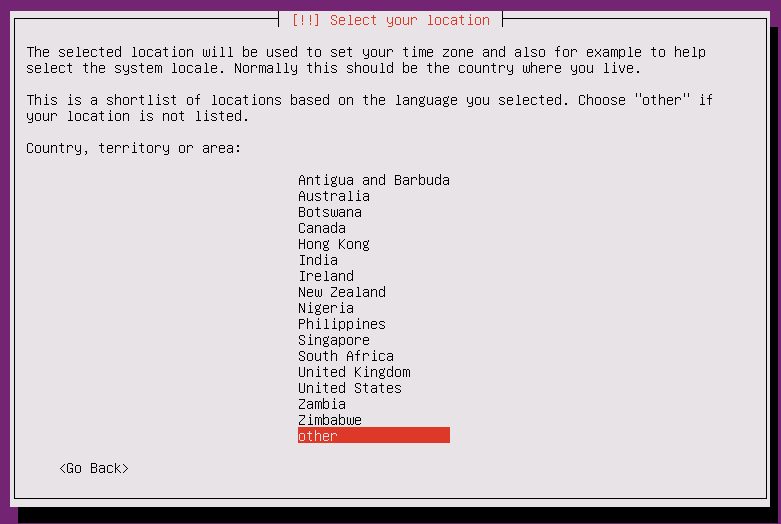 [!!] Select your location
The selected location will be used to set your time zone and also for example to help
select the system locale. Normally this should be the country where you live.
This is a shortlist of locations based on the language you selected. Choose "other" if
your location is not listed.
Country, territory or area:
Antigua and Barbuda
Australia
Botswana
Canada
Hong Kong
India
Ireland
New Zealand
Nigeria
Philippines
Singapore
South Africa
United Kingdom
United States
Zambia
Zimbabwe
other
<Go Back>